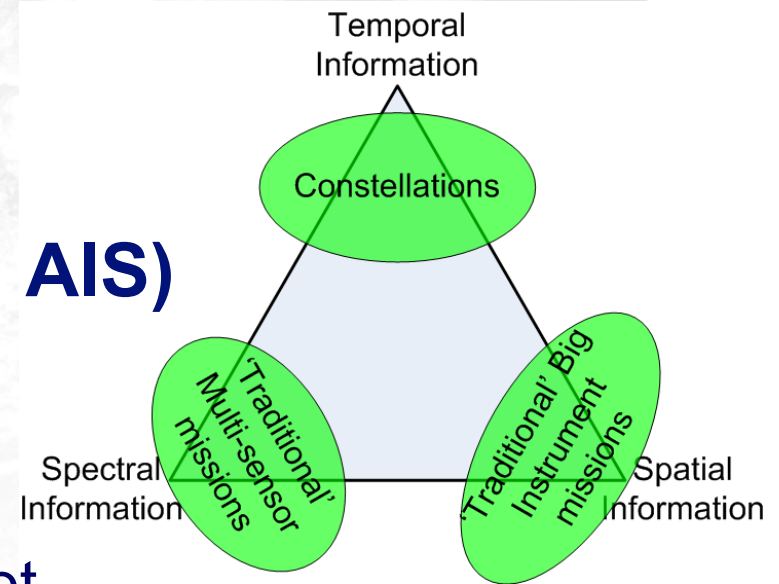 Temporal
Information
Constellations
AIS)
'Traditional'
Multi-sensor
missions
'Traditional' Big
Instrument
missions
Spectral
Information
Spatial
Information